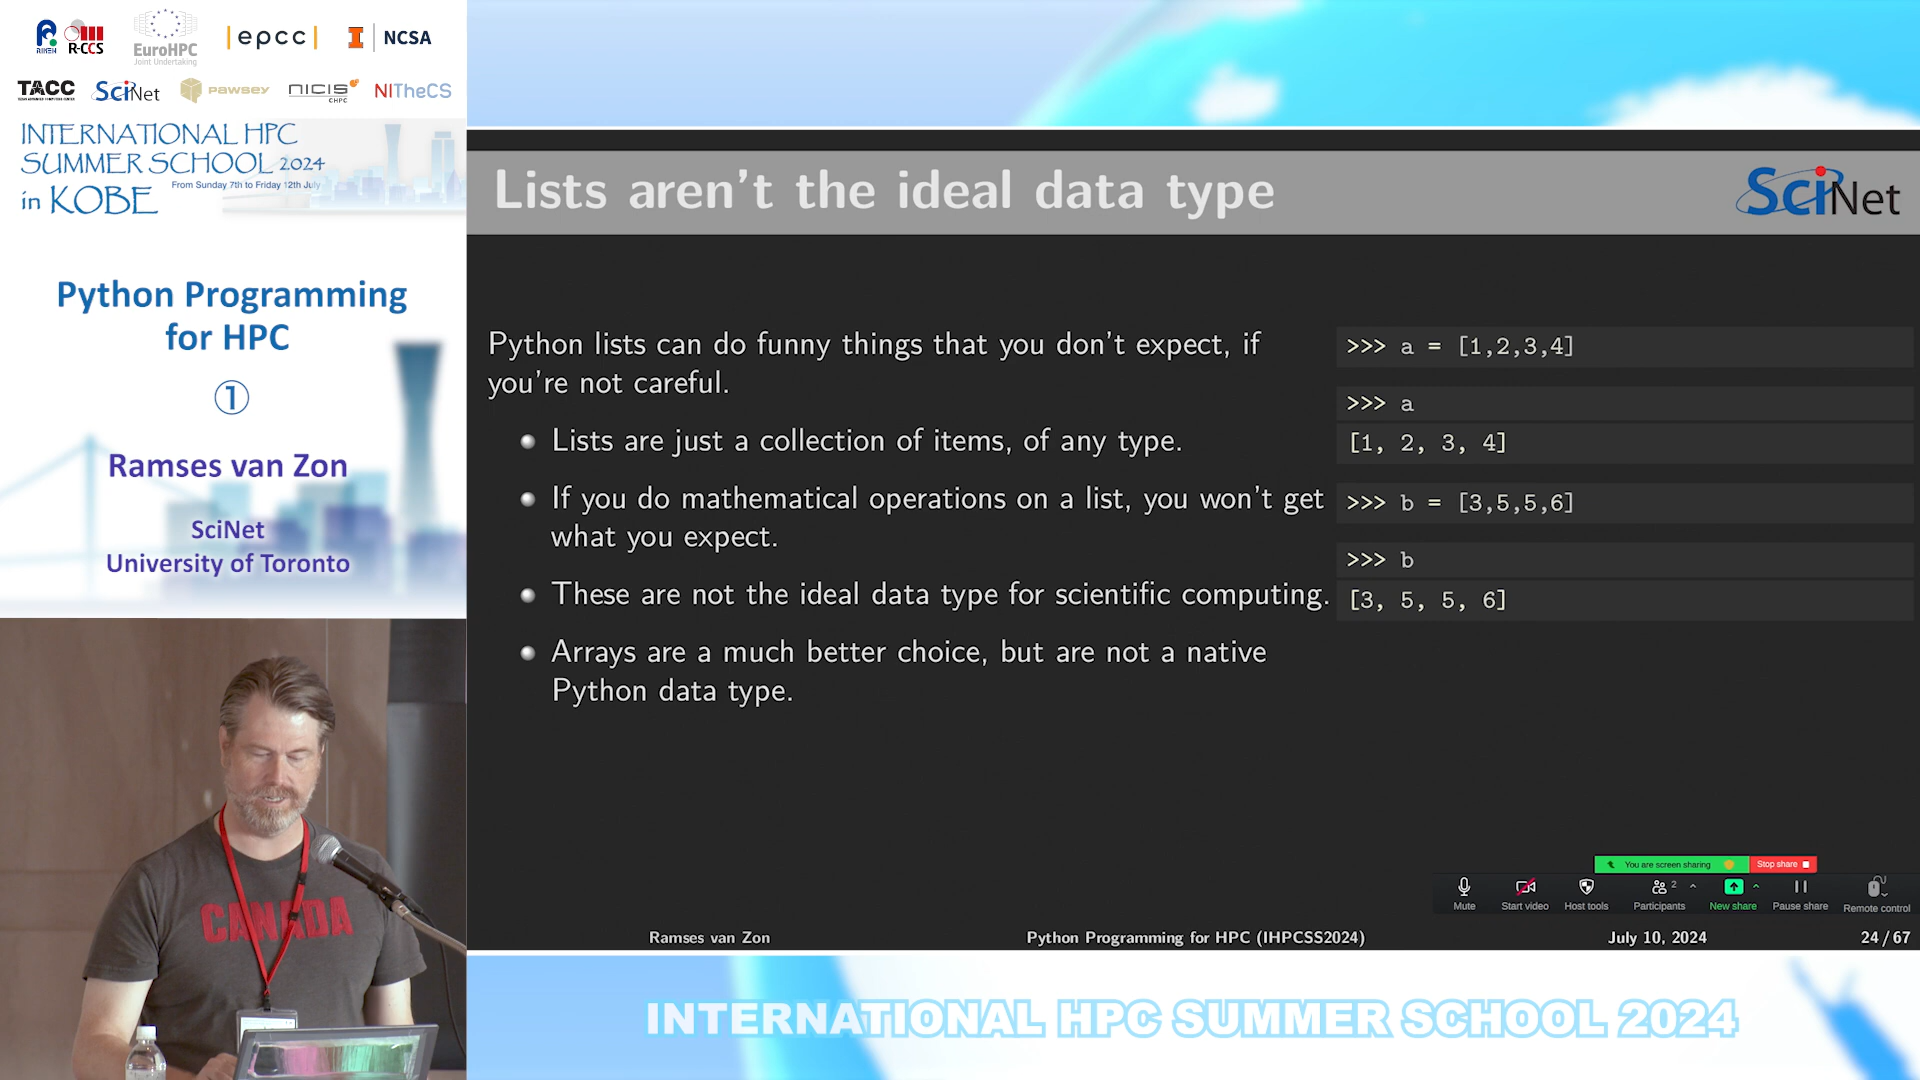 RIKEN
R-CCS
EuroHPC
Joint Undertaking
epcc
NCSA
TACC
SciNet
PAWSEY
NICIS
CHPC
NITheCS
INTERNATIONAL HPC
SUMMER SCHOOL 2024
in KOBE
From Sunday 7th to Friday 12th July
Python Programming
for HPC
①
Ramses van Zon
SciNet
University of Toronto
CANADA
Lists aren't the ideal data type
SciNet
Python lists can do funny things that you don't expect, if
you're not careful.
Lists are just a collection of items, of any type.
If you do mathematical operations on a list, you won't get
what you expect.
These are not the ideal data type for scientific computing.
Arrays are a much better choice, but are not a native
Python data type.
>>> a = [1,2,3,4]
>>> a
[1, 2, 3, 4]
>>> b = [3,5,5,6]
>>> b
[3, 5, 5, 6]
You are screen sharing
Stop share
Mute
Start video
Host tools
Participants
2
New share
Pause share
Remote control
Ramses van Zon
Python Programming for HPC (IHPCSS2024)
July 10, 2024
24 / 67
INTERNATIONAL HPC SUMMER SCHOOL 2024